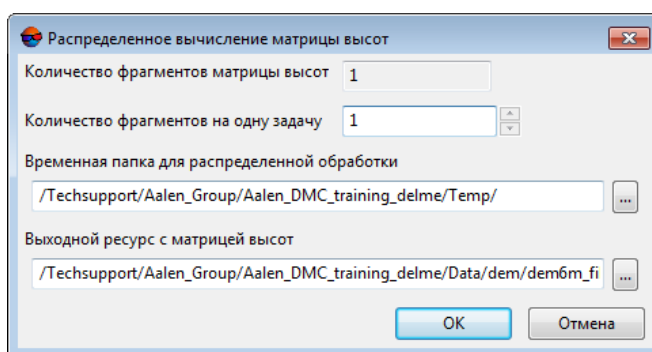 Распределенное вычисление матрицы высот
Количество фрагментов матрицы высот 1
Количество фрагментов на одну задачу 1
Временная папка для распределенной обработки
/Techsupport/Aalen_Group/Aalen_DMC_training_delme/Temp/
...
Выходной ресурс с матрицей высот
/Techsupport/Aalen_Group/Aalen_DMC_training_delme/Data/dem/dem6m_fi
...
OK Отмена